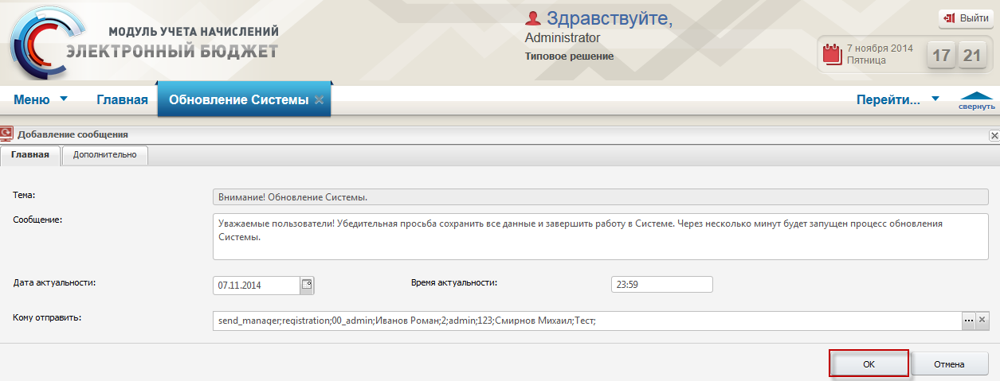 МОДУЛЬ УЧЕТА НАЧИСЛЕНИЙ
ЭЛЕКТРОННЫЙ БЮДЖЕТ
Здравствуйте,
Administrator
Типовое решение
Выйти
7 ноября 2014
Пятница
17 21
Меню Главная Обновление Системы Перейти... свернуть
Добавление сообщения
Главная Дополнительно
Тема: Внимание! Обновление Системы.
Сообщение: Уважаемые пользователи! Убедительная просьба сохранить все данные и завершить работу в Системе. Через несколько минут будет запущен процесс обновления
Системы.
Дата актуальности: 07.11.2014 Время актуальности: 23:59
Кому отправить: send_manager;registration;00_admin;Иванов Роман;2;admin;123;Смирнов Михаил;Тест; ...
OK Отмена